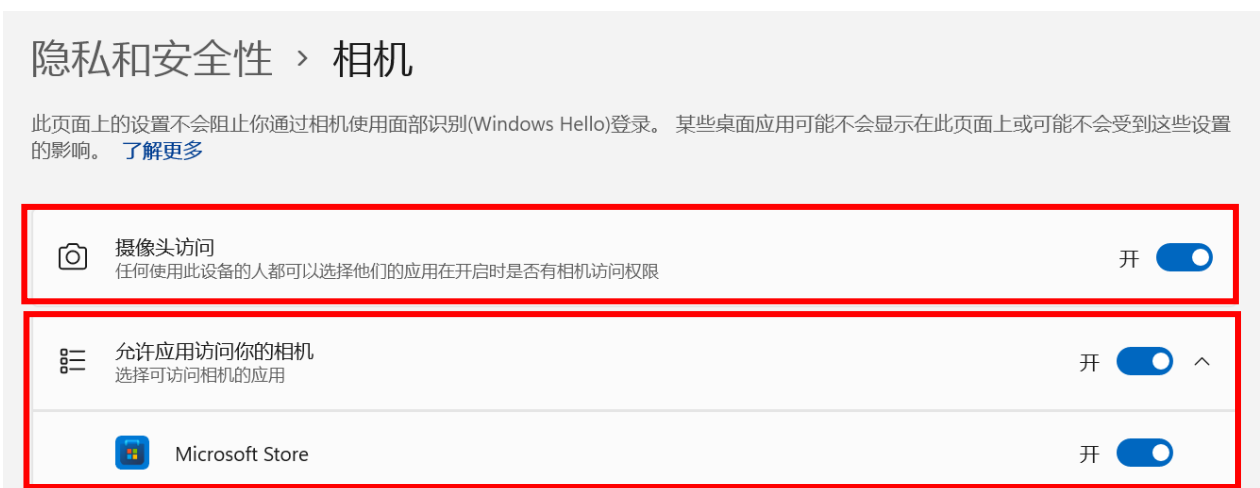 隐私和安全性 › 相机
此页面上的设置不会阻止你通过相机使用面部识别(Windows Hello)登录。 某些桌面应用可能不会显示在此页面上或可能不会受到这些设置
的影响。 了解更多
摄像头访问
任何使用此设备的人都可以选择他们的应用在开启时是否有相机访问权限
开
允许应用访问你的相机
选择可访问相机的应用
开
Microsoft Store
开